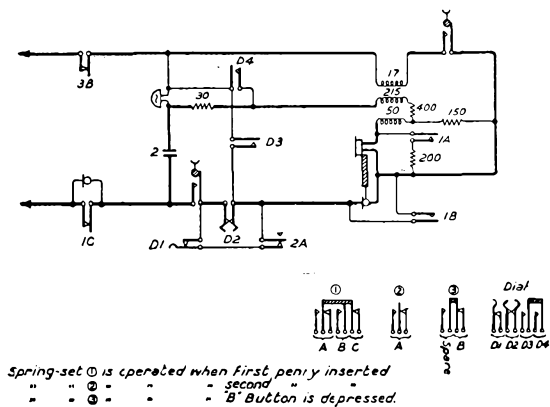 D4
17
215
3B
30
50
400
150
2
D3
1A
200
1C
D1
D2
2A
1B
① ② ③ Dial
A B C A spare B D1 D2 D3 D4
Spring-set ① is operated when first penny inserted
" " ② " " " second " "
" " ③ " " " "B" Button is depressed.